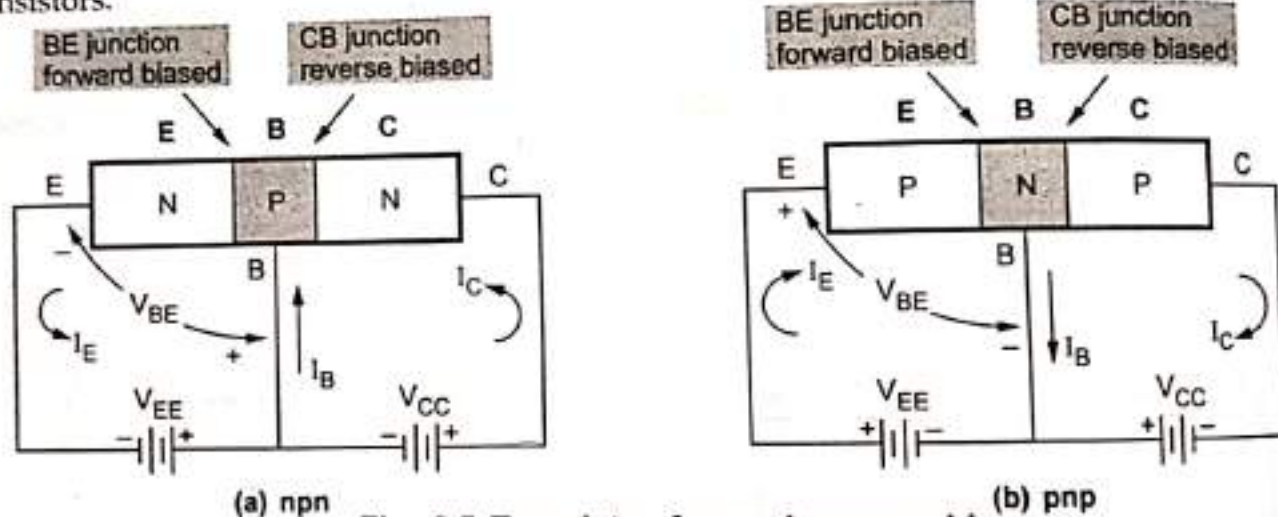 BE junction
forward biased
CB junction
reverse biased
E B C
E N P N C
−
B
V_BE
+
I_E
I_B
I_C
V_EE
− +
V_CC
− +
(a) npn
BE junction
forward biased
CB junction
reverse biased
E B C
E P N P C
+
B
I_E
V_BE
−
I_B
I_C
V_EE
+ −
V_CC
+ −
(b) pnp